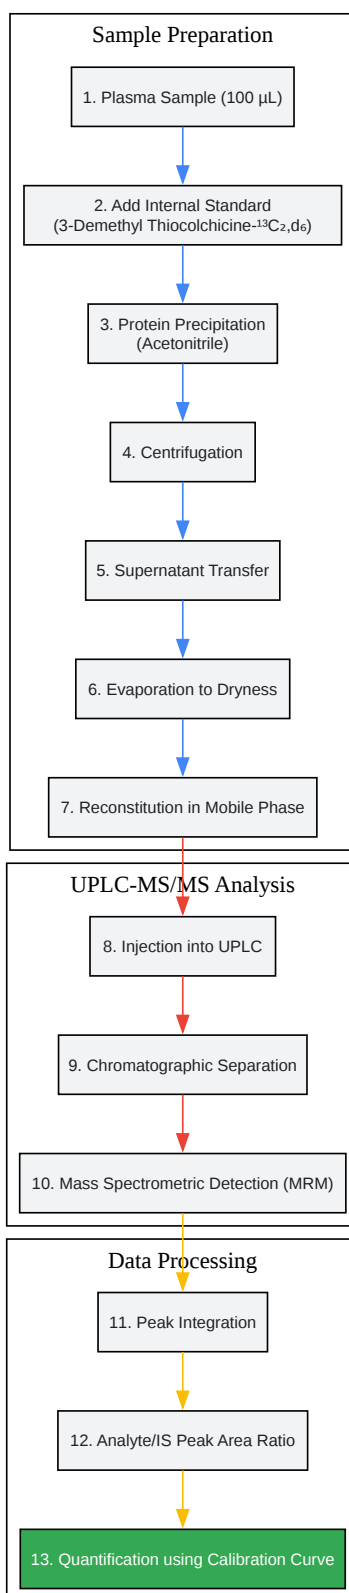 Sample Preparation
1. Plasma Sample (100 µL)
2. Add Internal Standard
(3-Demethyl Thiocolchicine-¹³C₂,d₆)
3. Protein Precipitation
(Acetonitrile)
4. Centrifugation
5. Supernatant Transfer
6. Evaporation to Dryness
7. Reconstitution in Mobile Phase
UPLC-MS/MS Analysis
8. Injection into UPLC
9. Chromatographic Separation
10. Mass Spectrometric Detection (MRM)
Data Processing
11. Peak Integration
12. Analyte/IS Peak Area Ratio
13. Quantification using Calibration Curve